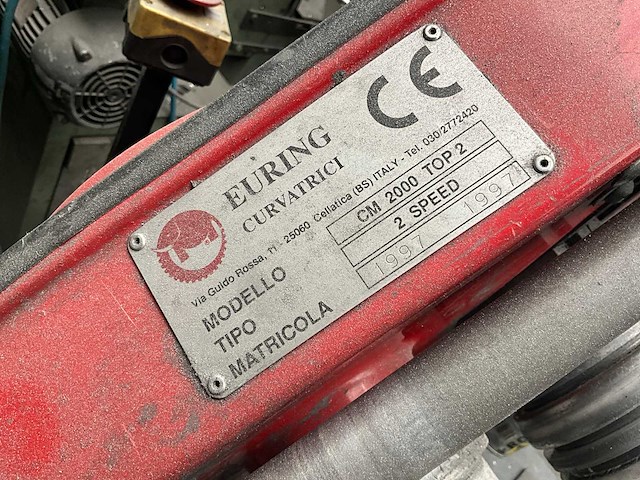 CE
EURING
CURVATRICI
Via Guido Rossa, 11 - 25060 Cellatica (BS) ITALY - Tel. 030/2772420
MODELLO CM 2000 TOP 2
TIPO 2 SPEED
MATRICOLA 1997 1997